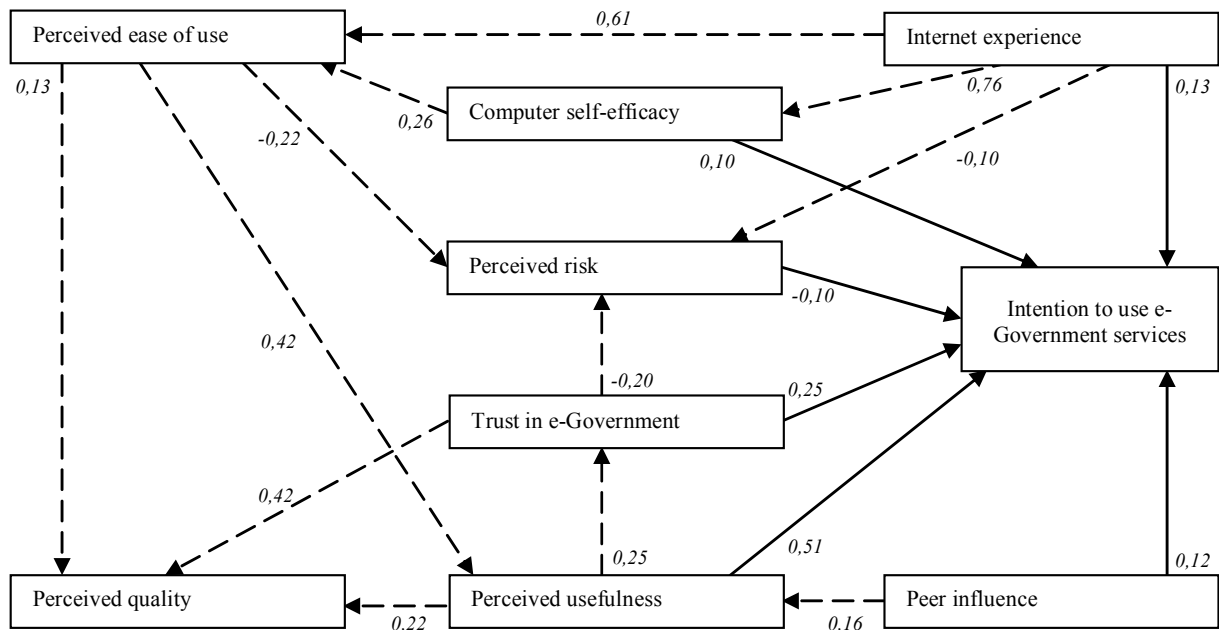 0,61
Perceived ease of use
Internet experience
0,13
0,76
0,13
Computer self-efficacy
0,26
-0,22
0,10
-0,10
Perceived risk
-0,10
Intention to use e-
Government services
0,42
-0,20
0,25
Trust in e-Government
0,42
0,25
0,51
0,12
Perceived quality
Perceived usefulness
Peer influence
0,22
0,16